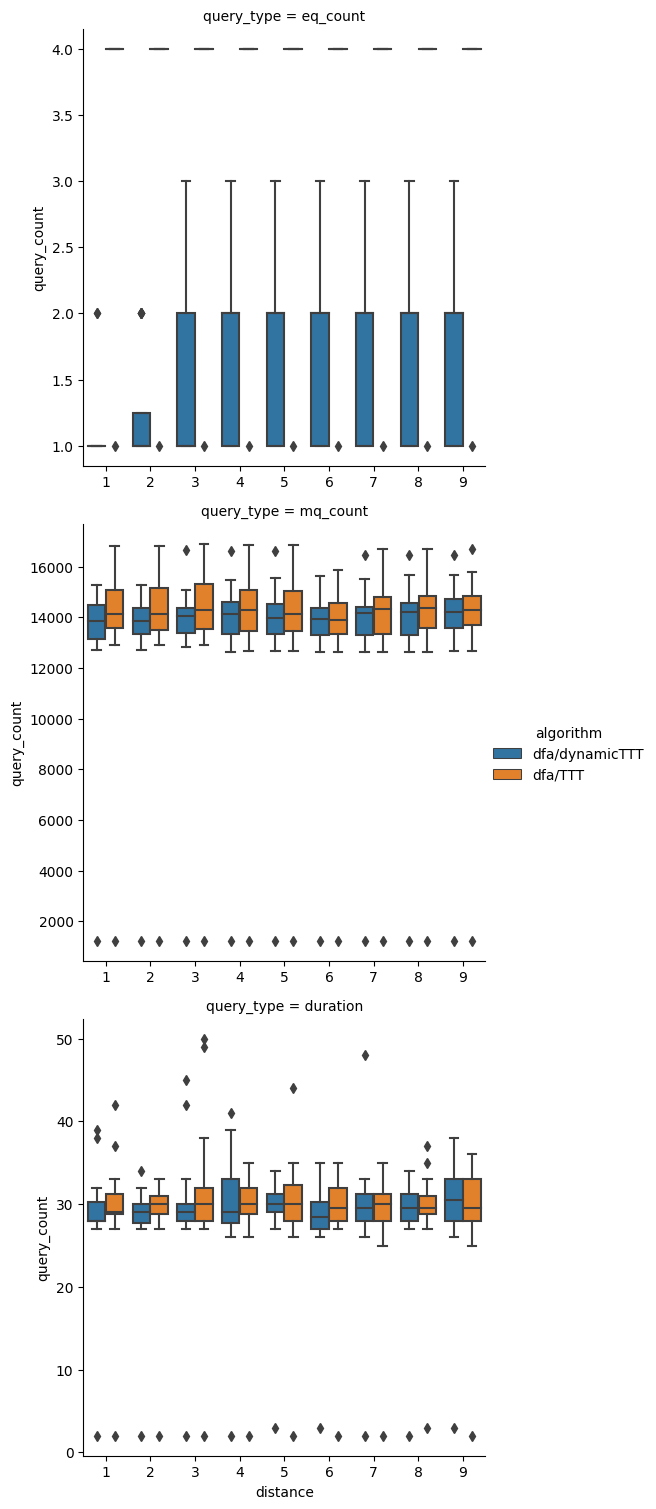 query_type = eq_count
4.0
3.5
3.0
2.5
2.0
1.5
1.0
query_count
1 2 3 4 5 6 7 8 9
query_type = mq_count
16000
14000
12000
10000
8000
6000
4000
2000
query_count
1 2 3 4 5 6 7 8 9
algorithm
dfa/dynamicTTT
dfa/TTT
query_type = duration
50
40
30
20
10
0
query_count
1 2 3 4 5 6 7 8 9
distance